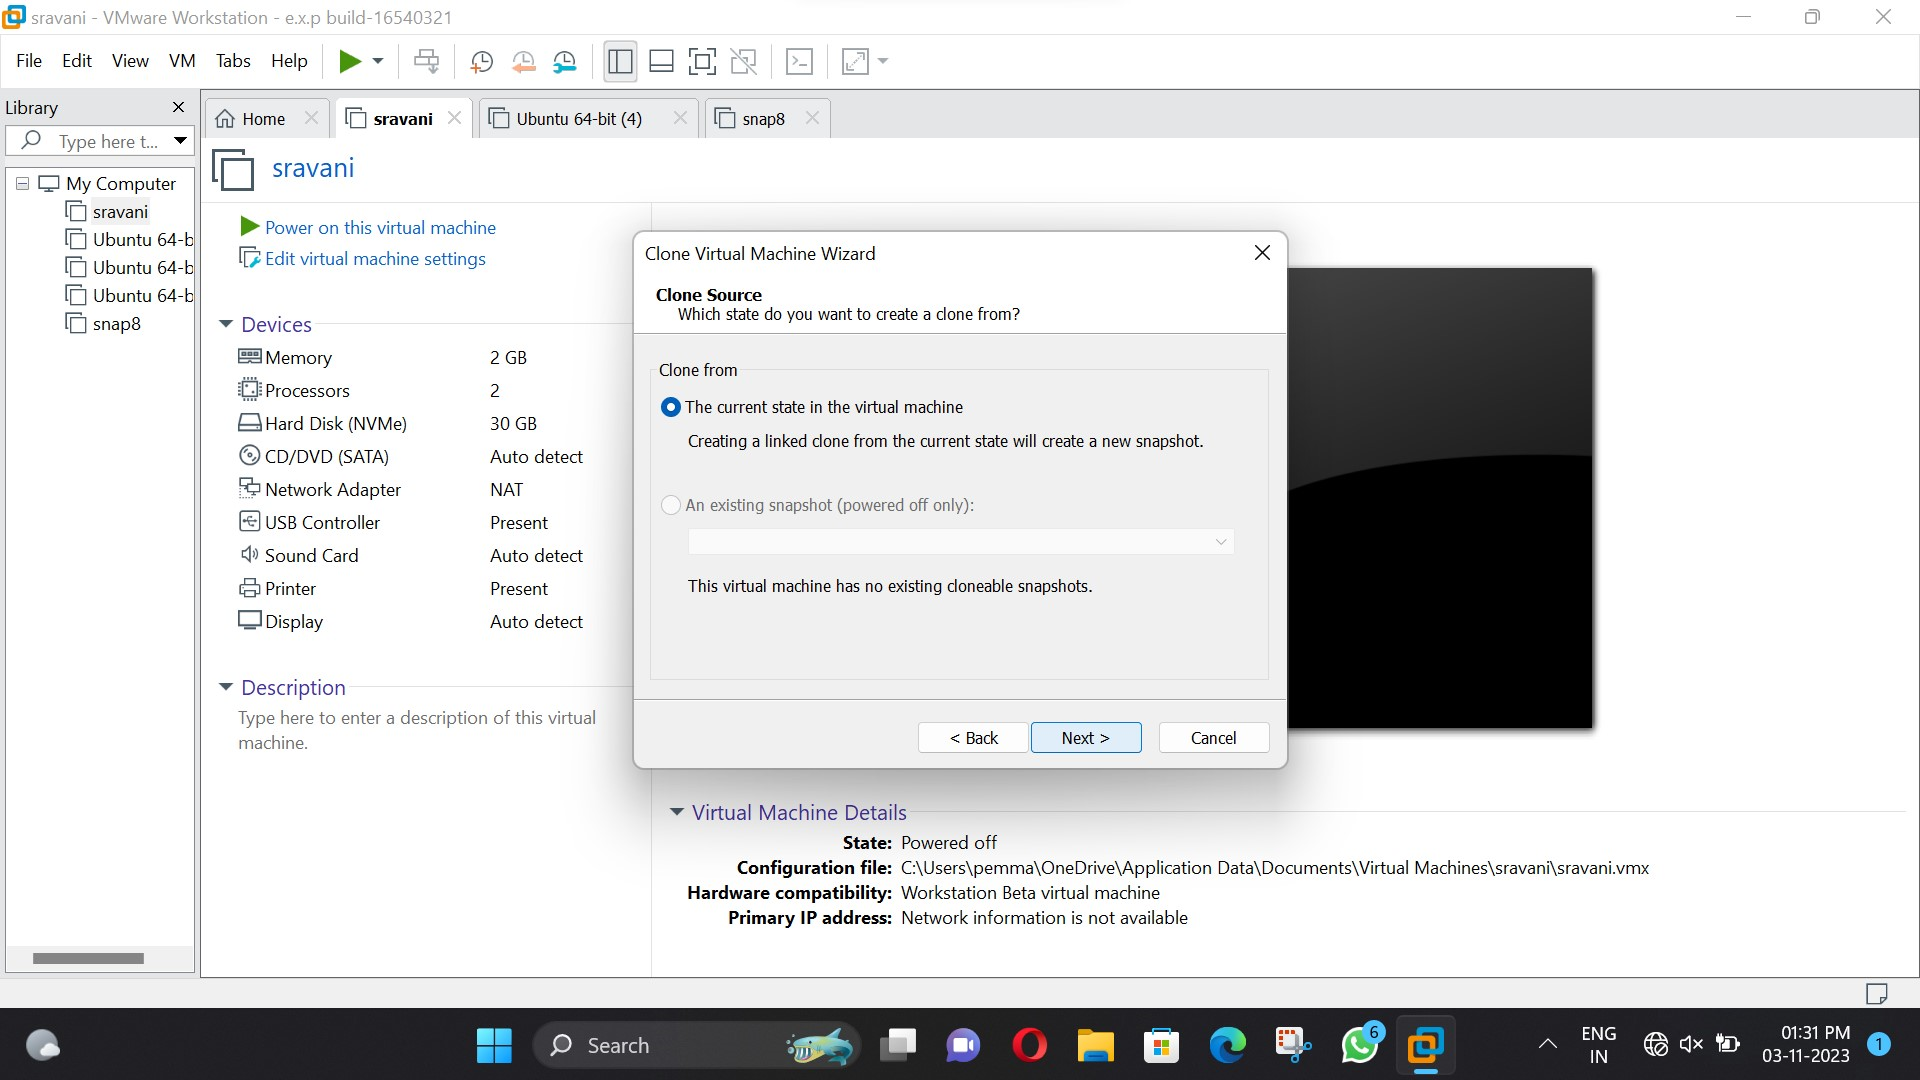 sravani - VMware Workstation - e.x.p build-16540321
File Edit View VM Tabs Help
Library
Type here t...
My Computer
sravani
Ubuntu 64-b
Ubuntu 64-b
Ubuntu 64-b
snap8
Home sravani Ubuntu 64-bit (4) snap8
sravani
Power on this virtual machine
Edit virtual machine settings
Devices
Memory 2 GB
Processors 2
Hard Disk (NVMe) 30 GB
CD/DVD (SATA) Auto detect
Network Adapter NAT
USB Controller Present
Sound Card Auto detect
Printer Present
Display Auto detect
Description
Type here to enter a description of this virtual
machine.
Clone Virtual Machine Wizard
Clone Source
Which state do you want to create a clone from?
Clone from
The current state in the virtual machine
Creating a linked clone from the current state will create a new snapshot.
An existing snapshot (powered off only):
This virtual machine has no existing cloneable snapshots.
< Back Next > Cancel
Virtual Machine Details
State: Powered off
Configuration file: C:\Users\pemma\OneDrive\Application Data\Documents\Virtual Machines\sravani\sravani.vmx
Hardware compatibility: Workstation Beta virtual machine
Primary IP address: Network information is not available
Search
6
ENG
IN
01:31 PM
03-11-2023
1